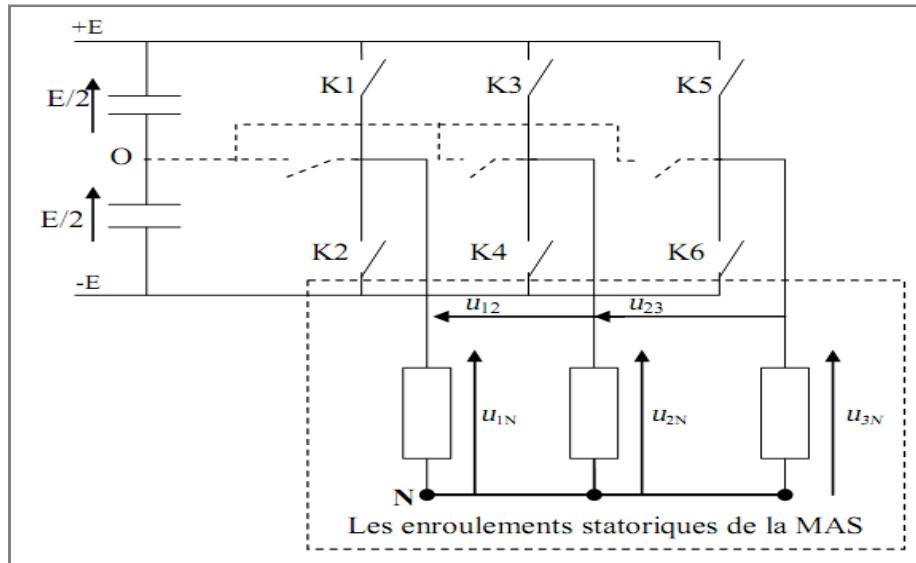 +E
K1
K3
K5
E/2
O
E/2
K2
K4
K6
-E
u12
u23
u1N
u2N
u3N
N
Les enroulements statoriques de la MAS